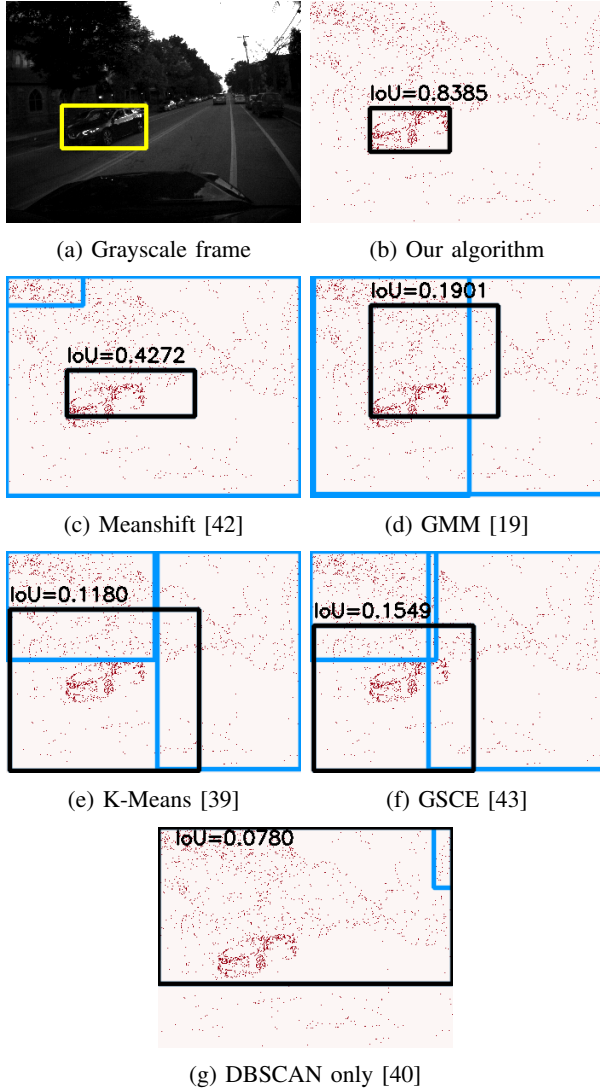 IoU=0.8385
(a) Grayscale frame
(b) Our algorithm
IoU=0.4272
IoU=0.1901
(c) Meanshift [42]
(d) GMM [19]
IoU=0.1180
IoU=0.1549
(e) K-Means [39]
(f) GSCE [43]
IoU=0.0780
(g) DBSCAN only [40]